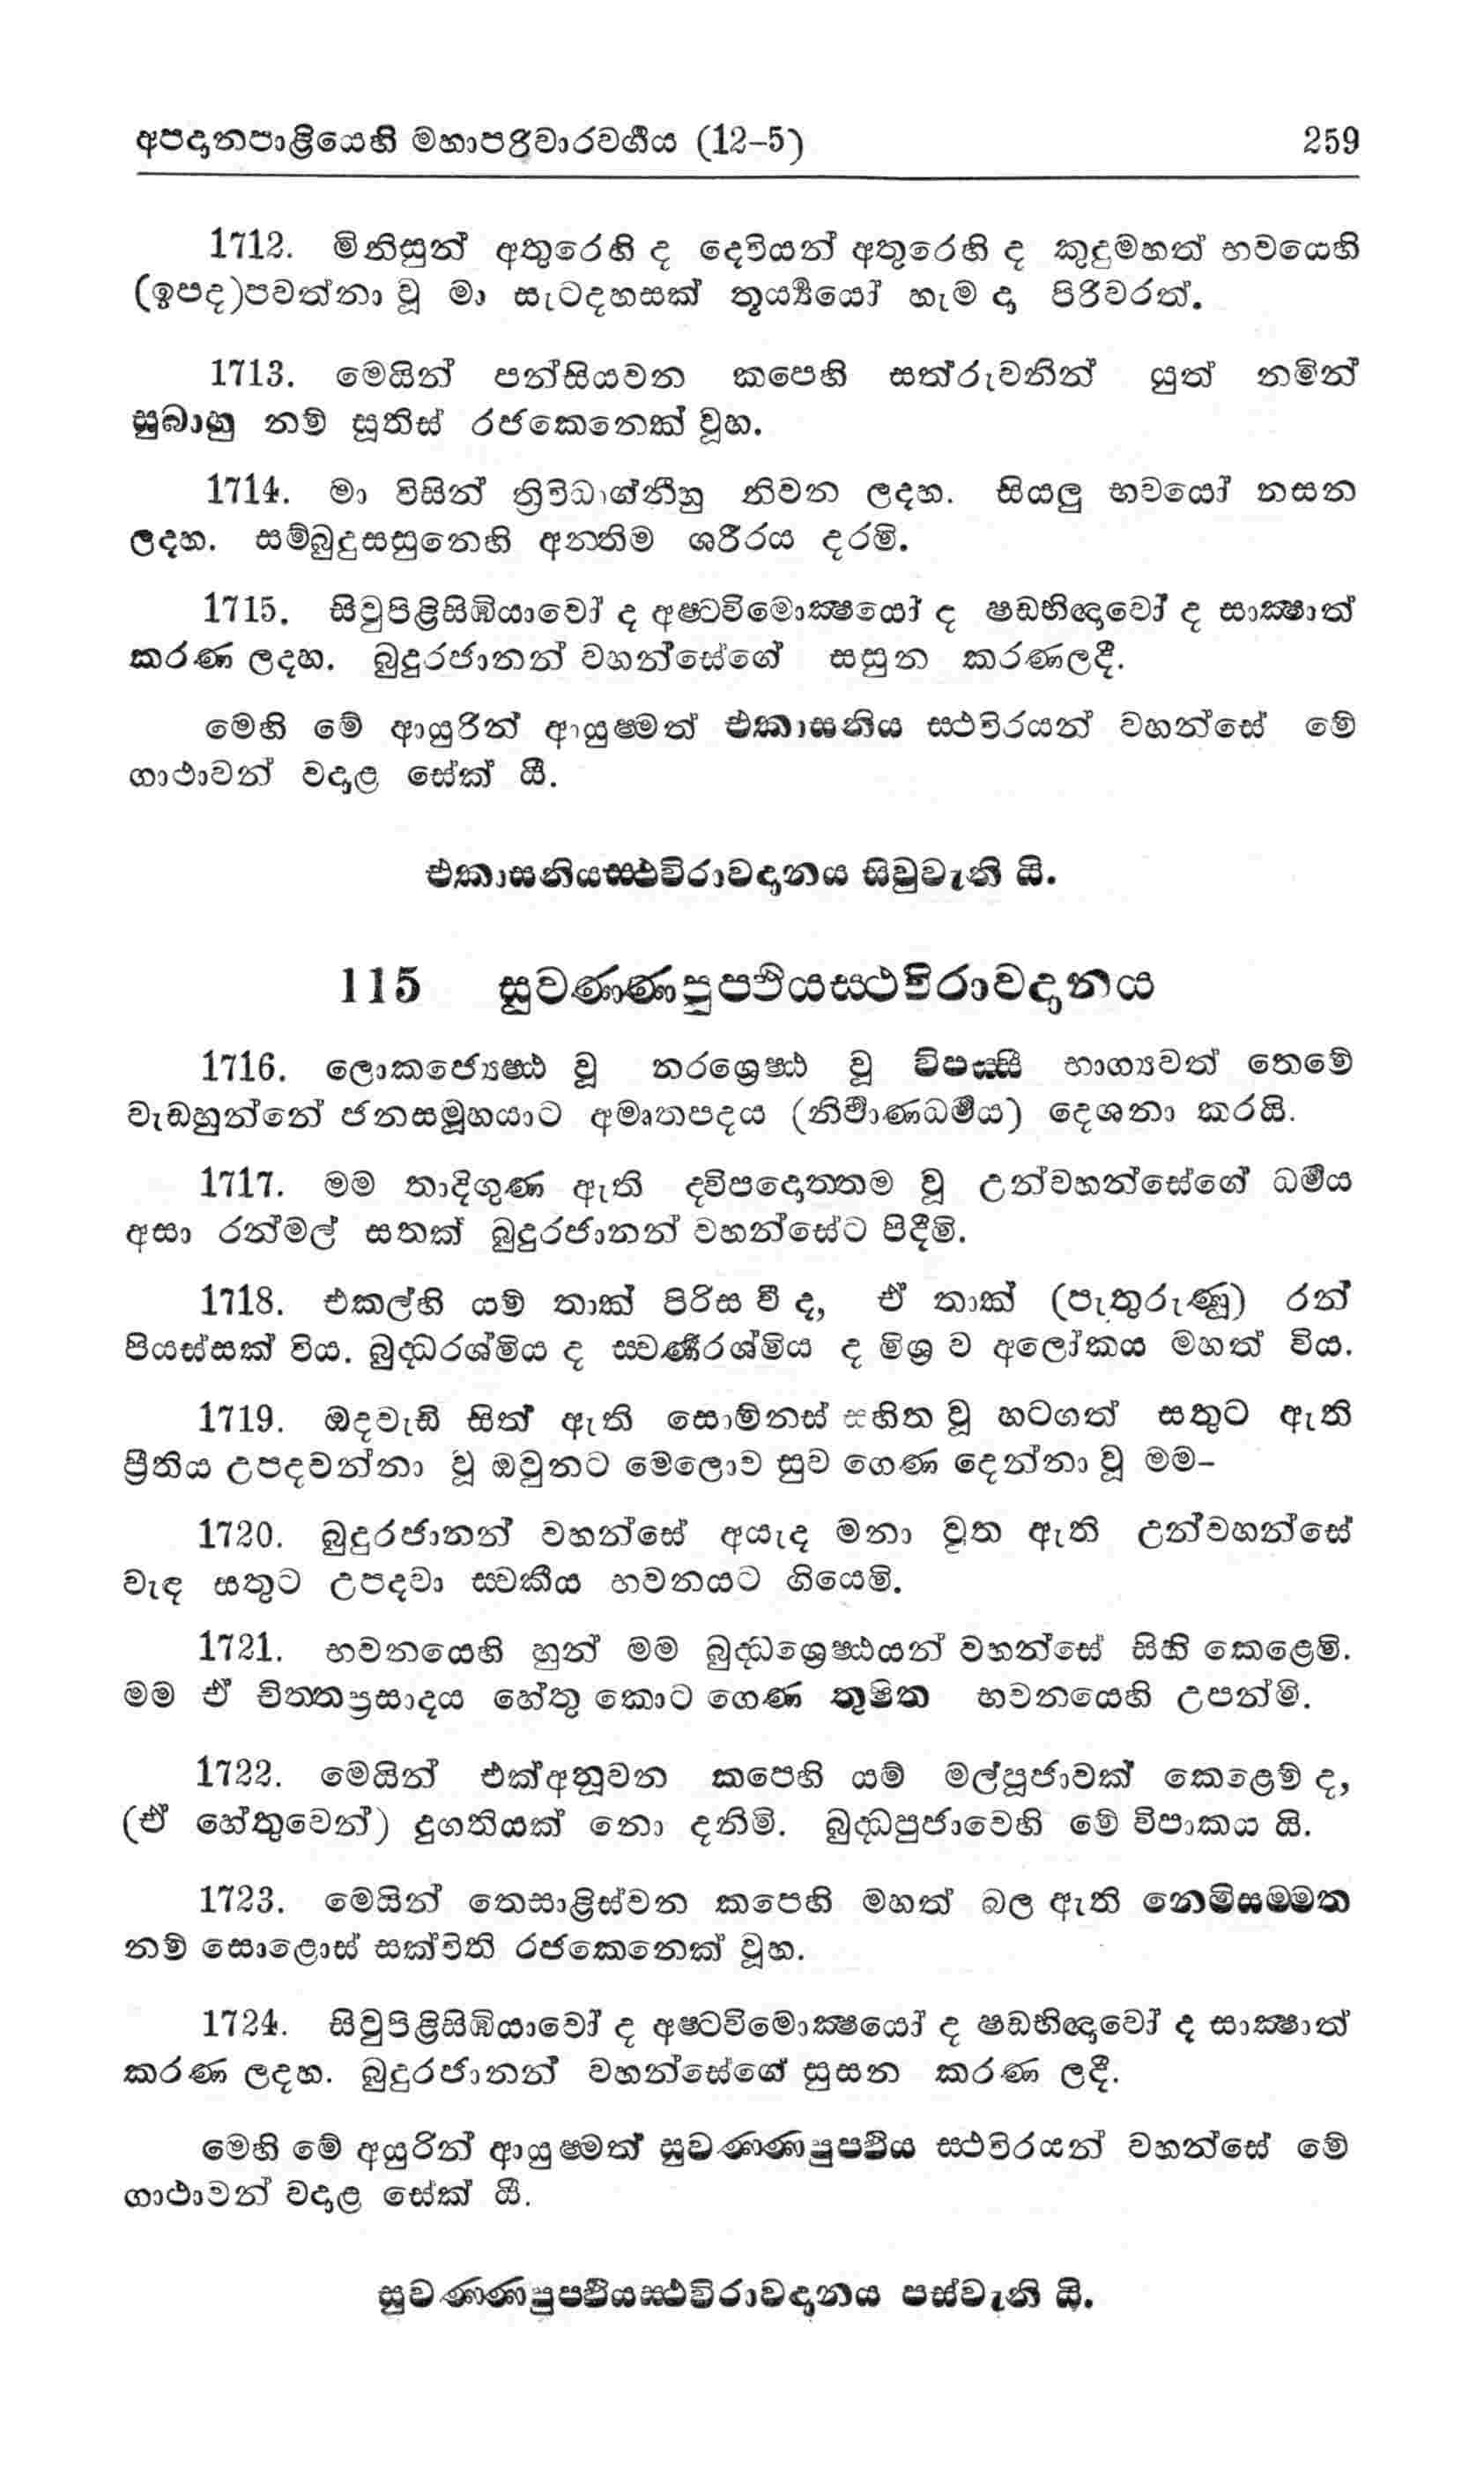 අපදානපාළියෙහි මහාපරිවාරවර්ගය (12–5) 259
1712. මිනිසුන් අතුරෙහි ද දෙවියන් අතුරෙහි ද කුදුමහත් භවයෙහි
(ඉපද)පවත්නා වූ මා සැටදහසක් තූර්ය්‍යයෝ හැම දා පිරිවරත්.
1713. මෙයින් පන්සියවන කපෙහි සත්රුවනින් යුත් නමින්
සුබාහු නම් සූතිස් රජකෙනෙක් වූහ.
1714. මා විසින් ත්‍රිවිධාග්නීහු නිවන ලදහ. සියලු භවයෝ නසන
ලදහ. සම්බුදුසසුනෙහි අන්‍තිම ශරීරය දරමි.
1715. සිවුපිළිසිඹියාවෝ ද අෂ්‍ටවිමොක්‍ෂයෝ ද ෂඩභිඥාවෝ ද සාක්‍ෂාත්
කරණ ලදහ. බුදුරජානන් වහන්සේගේ සසුන කරණලදී.
මෙහි මේ ආයුරින් ආයුෂ්මත් එකාසනිය ස්‍ථවිරයන් වහන්සේ මේ
ගාථාවන් වදාළ සේක් යී.
එකාසනියස්‍ථවිරාවදානය සිවුවැනි යි.
115 සුවණ්‍ණපුප්ඵියස්‍ථවිරාවදානය
1716. ලොකජ්‍යෙෂ්ඨ වූ නරශ්‍රෙෂ්ඨ වූ විපස්සී භාග්‍යවත් තෙමේ
වැඩහුන්නේ ජනසමූහයාට අමෘතපදය (නිර්වාණධර්මය) දෙශනා කරයි.
1717. මම තාදිගුණ ඇති ද්‍විපදොත්‍තම වූ උන්වහන්සේගේ ධර්මය
අසා රන්මල් සතක් බුදුරජානන් වහන්සේට පිදීමි.
1718. එකල්හි යම් තාක් පිරිස වී ද, ඒ තාක් (පැතුරුණූ) රන්
පියස්සක් විය. බුද්‍ධරශ්මිය ද ස්‍වර්ණරශ්මිය ද මිශ්‍ර ව අලෝකය මහත් විය.
1719. ඔදවැඩි සිත් ඇති සොම්නස් සහිත වූ හටගත් සතුට ඇති
ප්‍රීතිය උපදවන්නා වූ ඔවුනට මෙලොව සුව ගෙණ දෙන්නා වූ මම–
1720. බුදුරජානන් වහන්සේ අයැද මනා වත ඇති උන්වහන්සේ
වැඳ සතුට උපදවා ස්‍වකීය භවනයට ගියෙමි.
1721. භවනයෙහි හුන් මම බුද්‍ධශ්‍රෙෂ්ඨයන් වහන්සේ සිහි කෙළෙමි.
මම ඒ චිත්‍තප්‍රසාදය හේතු කොට ගෙණ තුෂිත භවනයෙහි උපන්මි.
1722. මෙයින් එක්අනූවන කපෙහි යම් මල්පූජාවක් කෙළෙම් ද,
(ඒ හේතුවෙන්) දුගතියක් නො දනිමි. බුද්‍ධපුජාවෙහි මේ විපාකය යි.
1723. මෙයින් තෙසාළිස්වන කපෙහි මහත් බල ඇති නෙමිසම්මත
නම් සොළොස් සක්විති රජකෙනෙක් වූහ.
1724. සිවුපිළිසිඹියාවෝ ද අෂ්‍ටවිමොක්‍ෂයෝ ද ෂඩභිඥාවෝ ද සාක්‍ෂාත්
කරණ ලදහ. බුදුරජානන් වහන්සේගේ සුසන කරණ ලදී.
මෙහි මේ අයුරින් ආයුෂ්මත් සුවණ්‍ණපුප්ඵිය ස්‍ථවිරයන් වහන්සේ මේ
ගාථාවන් වදාළ සේක් යී.
සුවණ්‍ණපුප්ඵියස්‍ථවිරාවදානය පස්වැනි යි.